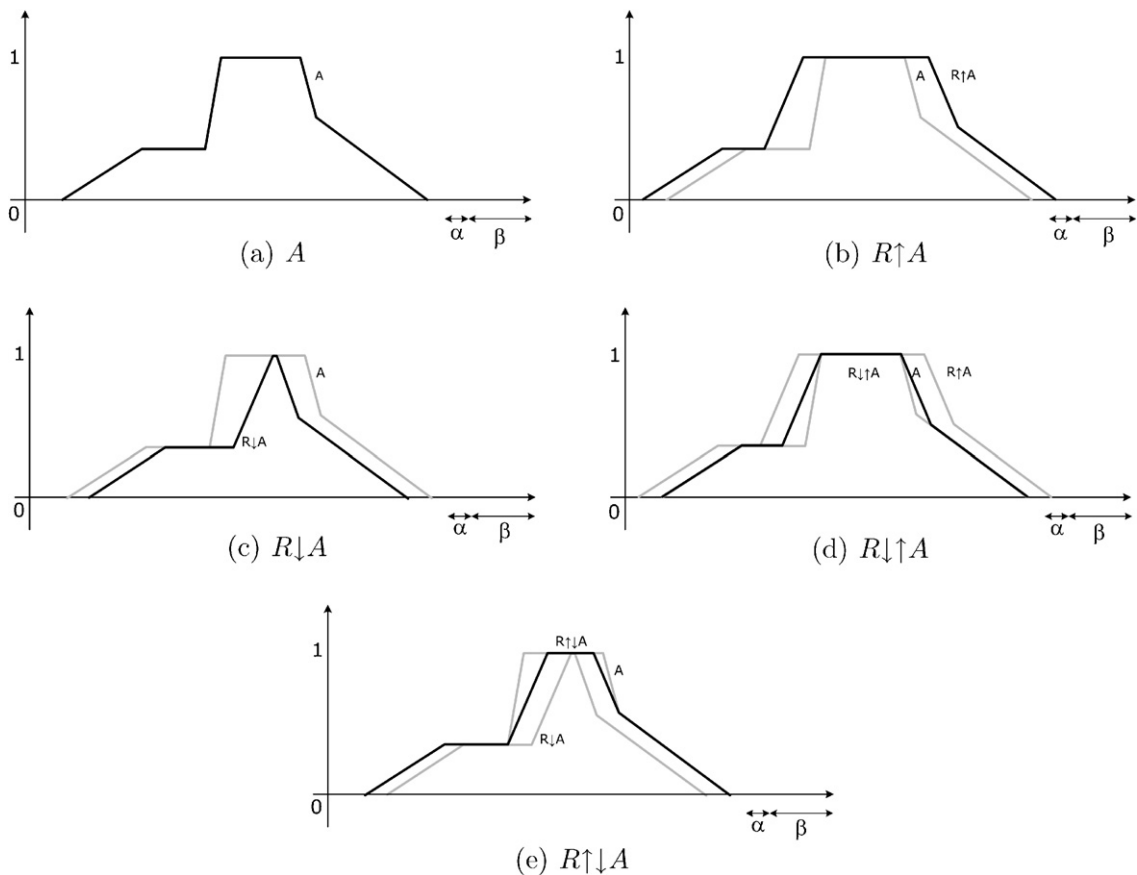 1
A
0
α β
(a) A
1
A R↑A
0
α β
(b) R↑A
1
A
R↓A
0
α β
(c) R↓A
1
R↓↑A A R↑A
0
α β
(d) R↓↑A
R↑↓A
1
A
R↓A
0
α β
(e) R↑↓A